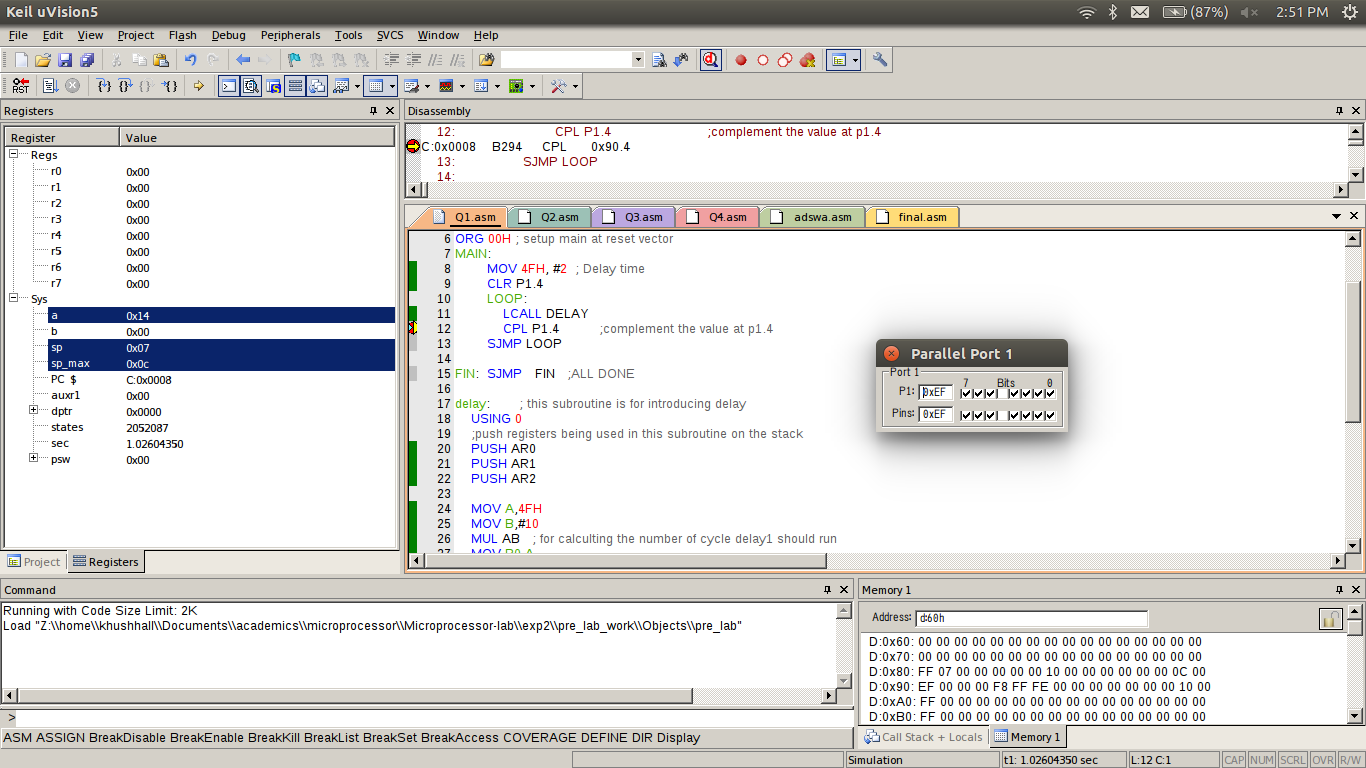 Keil uVision5 (87%) 2:51 PM
File Edit View Project Flash Debug Peripherals Tools SVCS Window Help
RST
Registers
Register Value
Regs
r0 0x00
r1 0x00
r2 0x00
r3 0x00
r4 0x00
r5 0x00
r6 0x00
r7 0x00
Sys
a 0x14
b 0x00
sp 0x07
sp_max 0x0c
PC $ C:0x0008
auxr1 0x00
dptr 0x0000
states 2052087
sec 1.02604350
psw 0x00
Project Registers
Disassembly
12: CPL P1.4 ;complement the value at p1.4
C:0x0008 B294 CPL 0x90.4
13: SJMP LOOP
14:
Q1.asm Q2.asm Q3.asm Q4.asm adswa.asm final.asm
6 ORG 00H ; setup main at reset vector
7 MAIN:
8 MOV 4FH, #2 ; Delay time
9 CLR P1.4
10 LOOP:
11 LCALL DELAY
12 CPL P1.4 ;complement the value at p1.4
13 SJMP LOOP
14
15 FIN: SJMP FIN ;ALL DONE
16
17 delay: ; this subroutine is for introducing delay
18 USING 0
19 ;push registers being used in this subroutine on the stack
20 PUSH AR0
21 PUSH AR1
22 PUSH AR2
23
24 MOV A,4FH
25 MOV B,#10
26 MUL AB ; for calculting the number of cycle delay1 should run
27 MOV R0,A
Parallel Port 1
Port 1
7 Bits 0
P1: 0xEF
Pins: 0xEF
Command
Running with Code Size Limit: 2K
Load "Z:\\home\\khushhall\\Documents\\academics\\microprocessor\\Microprocessor-lab\\exp2\\pre_lab_work\\Objects\\pre_lab"
>
ASM ASSIGN BreakDisable BreakEnable BreakKill BreakList BreakSet BreakAccess COVERAGE DEFINE DIR Display
Memory 1
Address: d:60h
D:0x60: 00 00 00 00 00 00 00 00 00 00 00 00 00 00 00 00
D:0x70: 00 00 00 00 00 00 00 00 00 00 00 00 00 00 00 00
D:0x80: FF 07 00 00 00 00 00 10 00 00 00 00 00 00 0C 00
D:0x90: EF 00 00 00 F8 FF FE 00 00 00 00 00 00 00 10 00
D:0xA0: FF 00 00 00 00 00 00 00 00 00 00 00 00 00 00 00
D:0xB0: FF 00 00 00 00 00 00 00 00 00 00 00 00 00 00 00
Call Stack + Locals Memory 1
Simulation t1: 1.02604350 sec L:12 C:1 CAP NUM SCRL OVR R/W